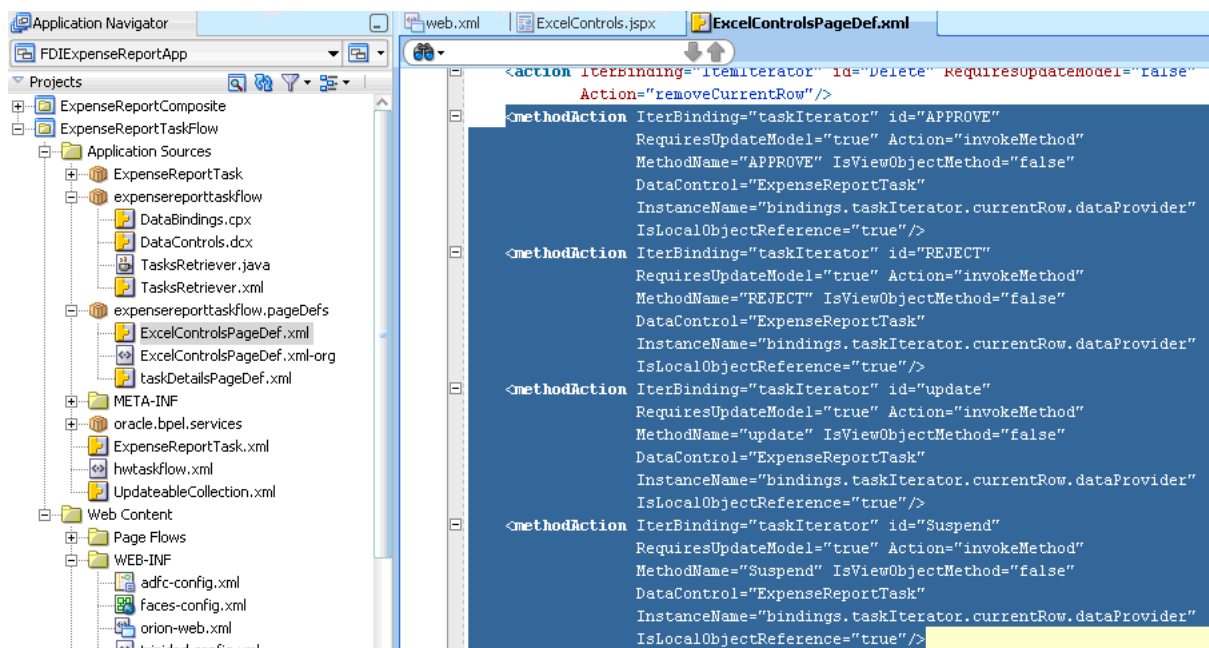 Application Navigator
FDIExpenseReportApp
Projects
ExpenseReportComposite
ExpenseReportTaskFlow
Application Sources
ExpenseReportTask
expensereporttaskflow
DataBindings.cpx
DataControls.dcx
TasksRetriever.java
TasksRetriever.xml
expensereporttaskflow.pageDefs
ExcelControlsPageDef.xml
ExcelControlsPageDef.xml-org
taskDetailsPageDef.xml
META-INF
oracle.bpel.services
ExpenseReportTask.xml
hwtaskflow.xml
UpdateableCollection.xml
Web Content
Page Flows
WEB-INF
adfc-config.xml
faces-config.xml
orion-web.xml
web.xml
ExcelControls.jspx
ExcelControlsPageDef.xml
<action IterBinding="ItemIterator" id="Delete" RequiresUpdateModel="false"
Action="removeCurrentRow"/>
<methodAction IterBinding="taskIterator" id="APPROVE"
RequiresUpdateModel="true" Action="invokeMethod"
MethodName="APPROVE" IsViewObjectMethod="false"
DataControl="ExpenseReportTask"
InstanceName="bindings.taskIterator.currentRow.dataProvider"
IsLocalObjectReference="true"/>
<methodAction IterBinding="taskIterator" id="REJECT"
RequiresUpdateModel="true" Action="invokeMethod"
MethodName="REJECT" IsViewObjectMethod="false"
DataControl="ExpenseReportTask"
InstanceName="bindings.taskIterator.currentRow.dataProvider"
IsLocalObjectReference="true"/>
<methodAction IterBinding="taskIterator" id="update"
RequiresUpdateModel="true" Action="invokeMethod"
MethodName="update" IsViewObjectMethod="false"
DataControl="ExpenseReportTask"
InstanceName="bindings.taskIterator.currentRow.dataProvider"
IsLocalObjectReference="true"/>
<methodAction IterBinding="taskIterator" id="Suspend"
RequiresUpdateModel="true" Action="invokeMethod"
MethodName="Suspend" IsViewObjectMethod="false"
DataControl="ExpenseReportTask"
InstanceName="bindings.taskIterator.currentRow.dataProvider"
IsLocalObjectReference="true"/>